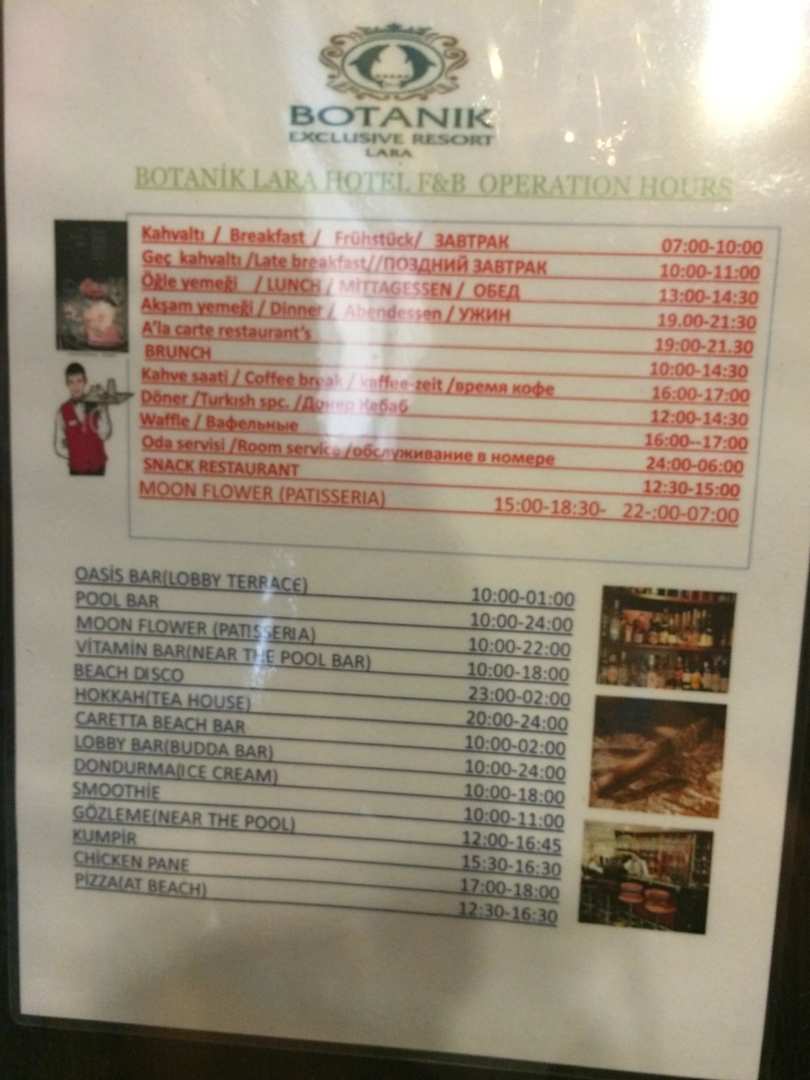 BOTANIK
EXCLUSIVE RESORT
LARA
BOTANİK LARA HOTEL F&B OPERATION HOURS
Kahvaltı / Breakfast / Frühstück/ ЗАВТРАК 07:00-10:00
Geç kahvaltı /Late breakfast//ПОЗДНИЙ ЗАВТРАК 10:00-11:00
Öğle yemeği / LUNCH / MİTTAGESSEN / ОБЕД 13:00-14:30
Akşam yemeği / Dinner / Abendessen / УЖИН 19.00-21:30
A'la carte restaurant's 19:00-21.30
BRUNCH 10:00-14:30
Kahve saati / Coffee break / kaffee-zeit /время кофе 16:00-17:00
Döner /Turkısh spc. /Донер Кебаб 12:00-14:30
Waffle / Вафельные 16:00--17:00
Oda servisi /Room service /обслуживание в номере 24:00-06:00
SNACK RESTAURANT 12:30-15:00
MOON FLOWER (PATISSERIA) 15:00-18:30- 22-:00-07:00
OASİS BAR(LOBBY TERRACE) 10:00-01:00
POOL BAR 10:00-24:00
MOON FLOWER (PATISSERIA) 10:00-22:00
VİTAMİN BAR(NEAR THE POOL BAR) 10:00-18:00
BEACH DISCO 23:00-02:00
HOKKAH(TEA HOUSE) 20:00-24:00
CARETTA BEACH BAR 10:00-02:00
LOBBY BAR(BUDDA BAR) 10:00-24:00
DONDURMA(ICE CREAM) 10:00-18:00
SMOOTHİE 10:00-11:00
GÖZLEME(NEAR THE POOL) 12:00-16:45
KUMPİR 15:30-16:30
CHİCKEN PANE 17:00-18:00
PİZZA(AT BEACH) 12:30-16:30